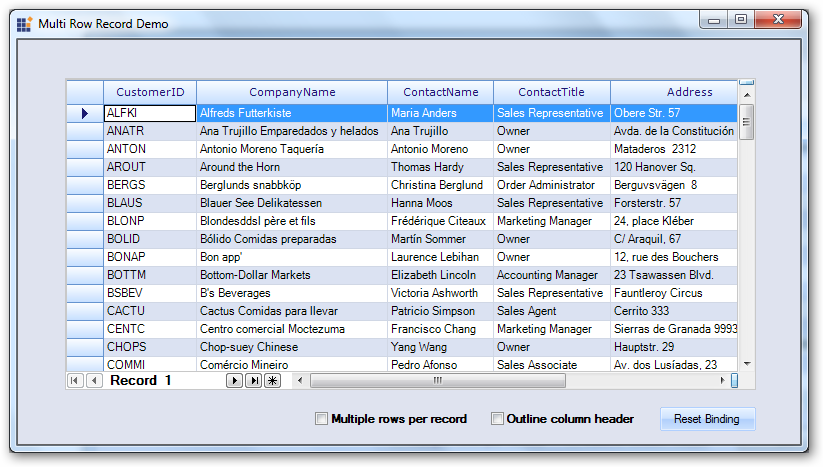 Multi Row Record Demo
CustomerID CompanyName ContactName ContactTitle Address
ALFKI Alfreds Futterkiste Maria Anders Sales Representative Obere Str. 57
ANATR Ana Trujillo Emparedados y helados Ana Trujillo Owner Avda. de la Constitución
ANTON Antonio Moreno Taquería Antonio Moreno Owner Mataderos 2312
AROUT Around the Horn Thomas Hardy Sales Representative 120 Hanover Sq.
BERGS Berglunds snabbköp Christina Berglund Order Administrator Berguvsvägen 8
BLAUS Blauer See Delikatessen Hanna Moos Sales Representative Forsterstr. 57
BLONP Blondesddsl père et fils Frédérique Citeaux Marketing Manager 24, place Kléber
BOLID Bólido Comidas preparadas Martín Sommer Owner C/ Araquil, 67
BONAP Bon app' Laurence Lebihan Owner 12, rue des Bouchers
BOTTM Bottom-Dollar Markets Elizabeth Lincoln Accounting Manager 23 Tsawassen Blvd.
BSBEV B's Beverages Victoria Ashworth Sales Representative Fauntleroy Circus
CACTU Cactus Comidas para llevar Patricio Simpson Sales Agent Cerrito 333
CENTC Centro comercial Moctezuma Francisco Chang Marketing Manager Sierras de Granada 9993
CHOPS Chop-suey Chinese Yang Wang Owner Hauptstr. 29
COMMI Comércio Mineiro Pedro Afonso Sales Associate Av. dos Lusíadas, 23
Record 1
Multiple rows per record Outline column header Reset Binding